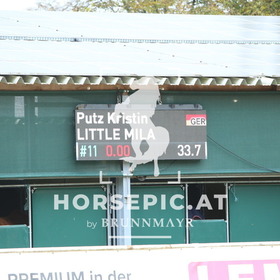 Putz Kristin
GER
LITTLE MILA
#11 0.00 33.7
HORSEPIC.AT
by BRUNNMAYR
PREMIUM in der